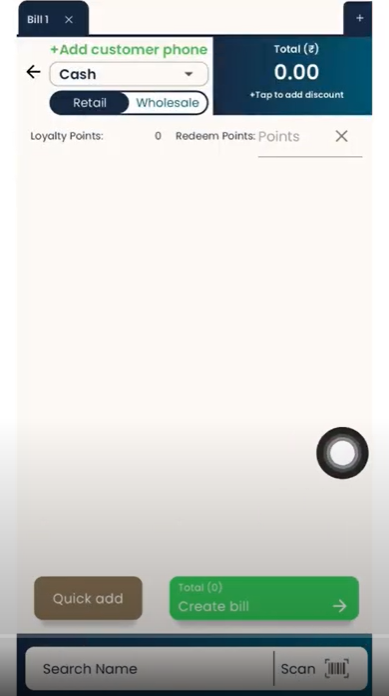 Bill 1 ×
+
+Add customer phone
Cash
Retail Wholesale
Total (₹)
0.00
+Tap to add discount
Loyalty Points: 0 Redeem Points: Points
Quick add
Total (0)
Create bill
Search Name
Scan